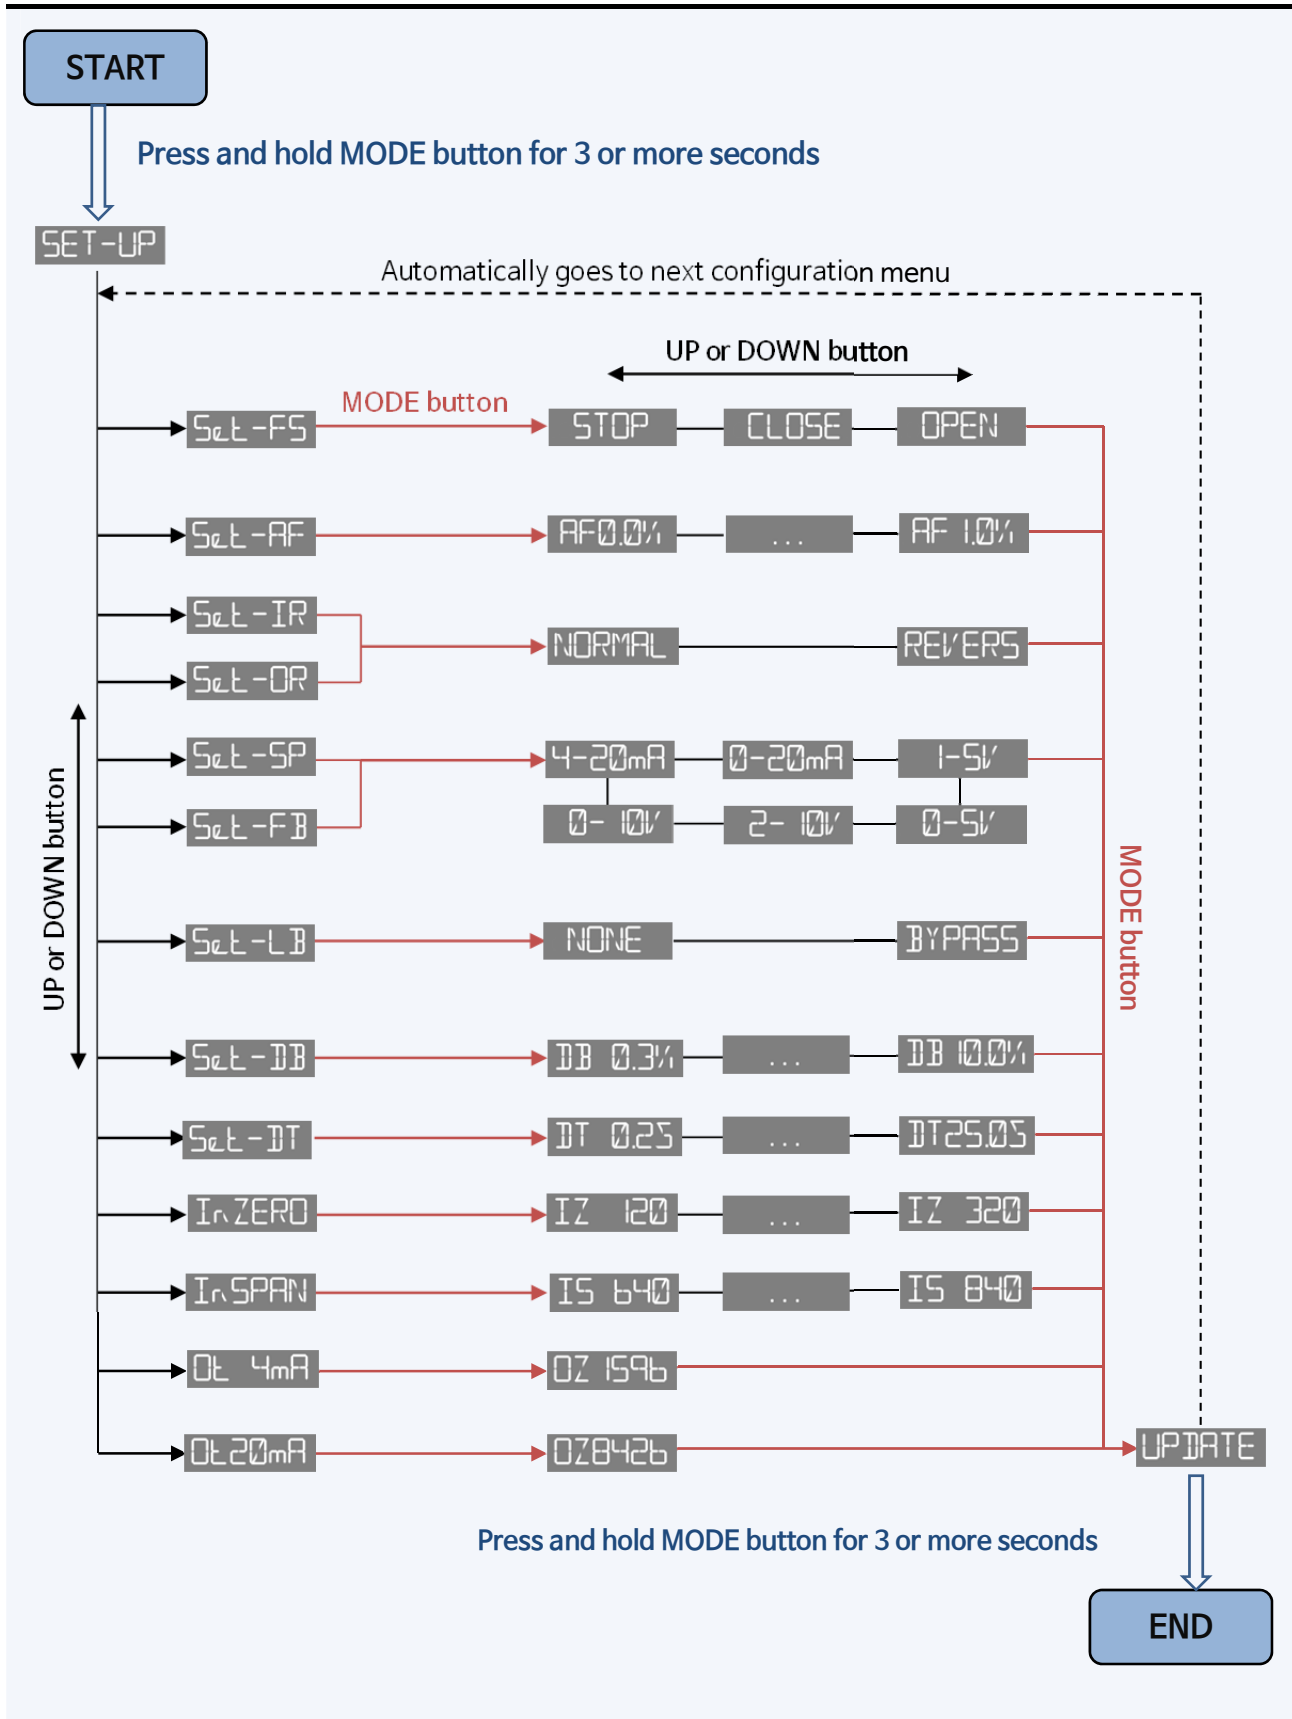 START
Press and hold MODE button for 3 or more seconds
SET-UP
Automatically goes to next configuration menu
UP or DOWN button
MODE button
Set-FS STOP CLOSE OPEN
Set-AF AF0.0% ... AF 1.0%
Set-IR
NORMAL REVERS
Set-OR
Set-SP 4-20mA 0-20mA 1-5V
Set-FB 0-10V 2-10V 0-5V
UP or DOWN button
MODE button
Set-LB NONE BYPASS
Set-DB DB 0.3% ... DB 10.0%
Set-DT DT 0.2S ... DT25.0S
InZERO IZ 120 ... IZ 320
InSPAN IS 640 ... IS 840
Ot 4mA OZ 1596
Ot20mA OZ8426
UPDATE
Press and hold MODE button for 3 or more seconds
END